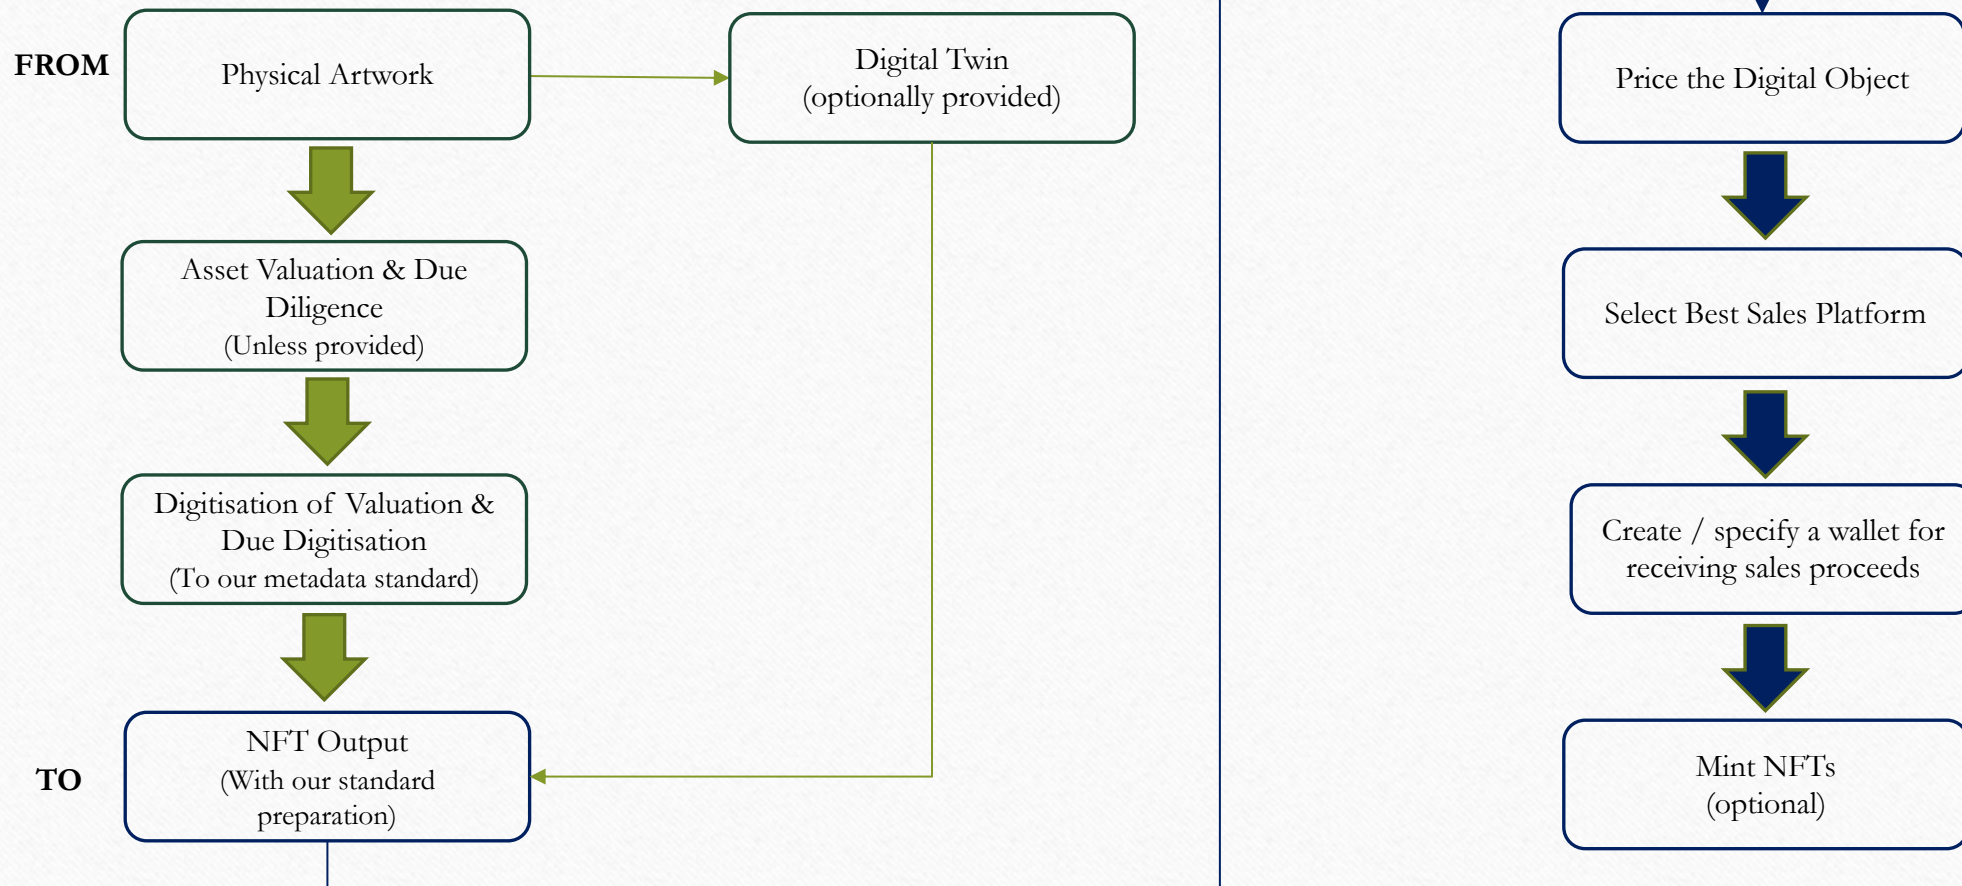 FROM
Physical Artwork
Digital Twin
(optionally provided)
Asset Valuation & Due
Diligence
(Unless provided)
Digitisation of Valuation &
Due Digitisation
(To our metadata standard)
TO
NFT Output
(With our standard
preparation)
Price the Digital Object
Select Best Sales Platform
Create / specify a wallet for
receiving sales proceeds
Mint NFTs
(optional)